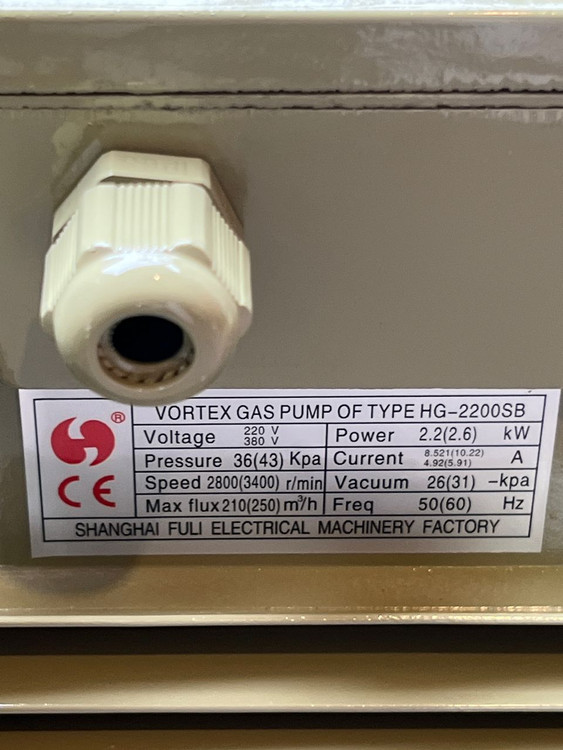 ®
VORTEX GAS PUMP OF TYPE HG-2200SB
Voltage 220 V 380 V Power 2.2(2.6) kW
Pressure 36(43) Kpa Current 8.521(10.22) 4.92(5.91) A
Speed 2800(3400) r/min Vacuum 26(31) -kpa
CE
Max flux 210(250) m³/h Freq 50(60) Hz
SHANGHAI FULI ELECTRICAL MACHINERY FACTORY